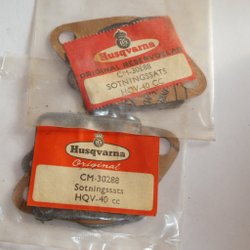 Husqvarna
ORIGINAL RESERVDELAR
CM-30288
SOTNINGSSATS
HQV-40 CC
Husqvarna
Original
CM-30288
Sotningssats
HQV-40 cc